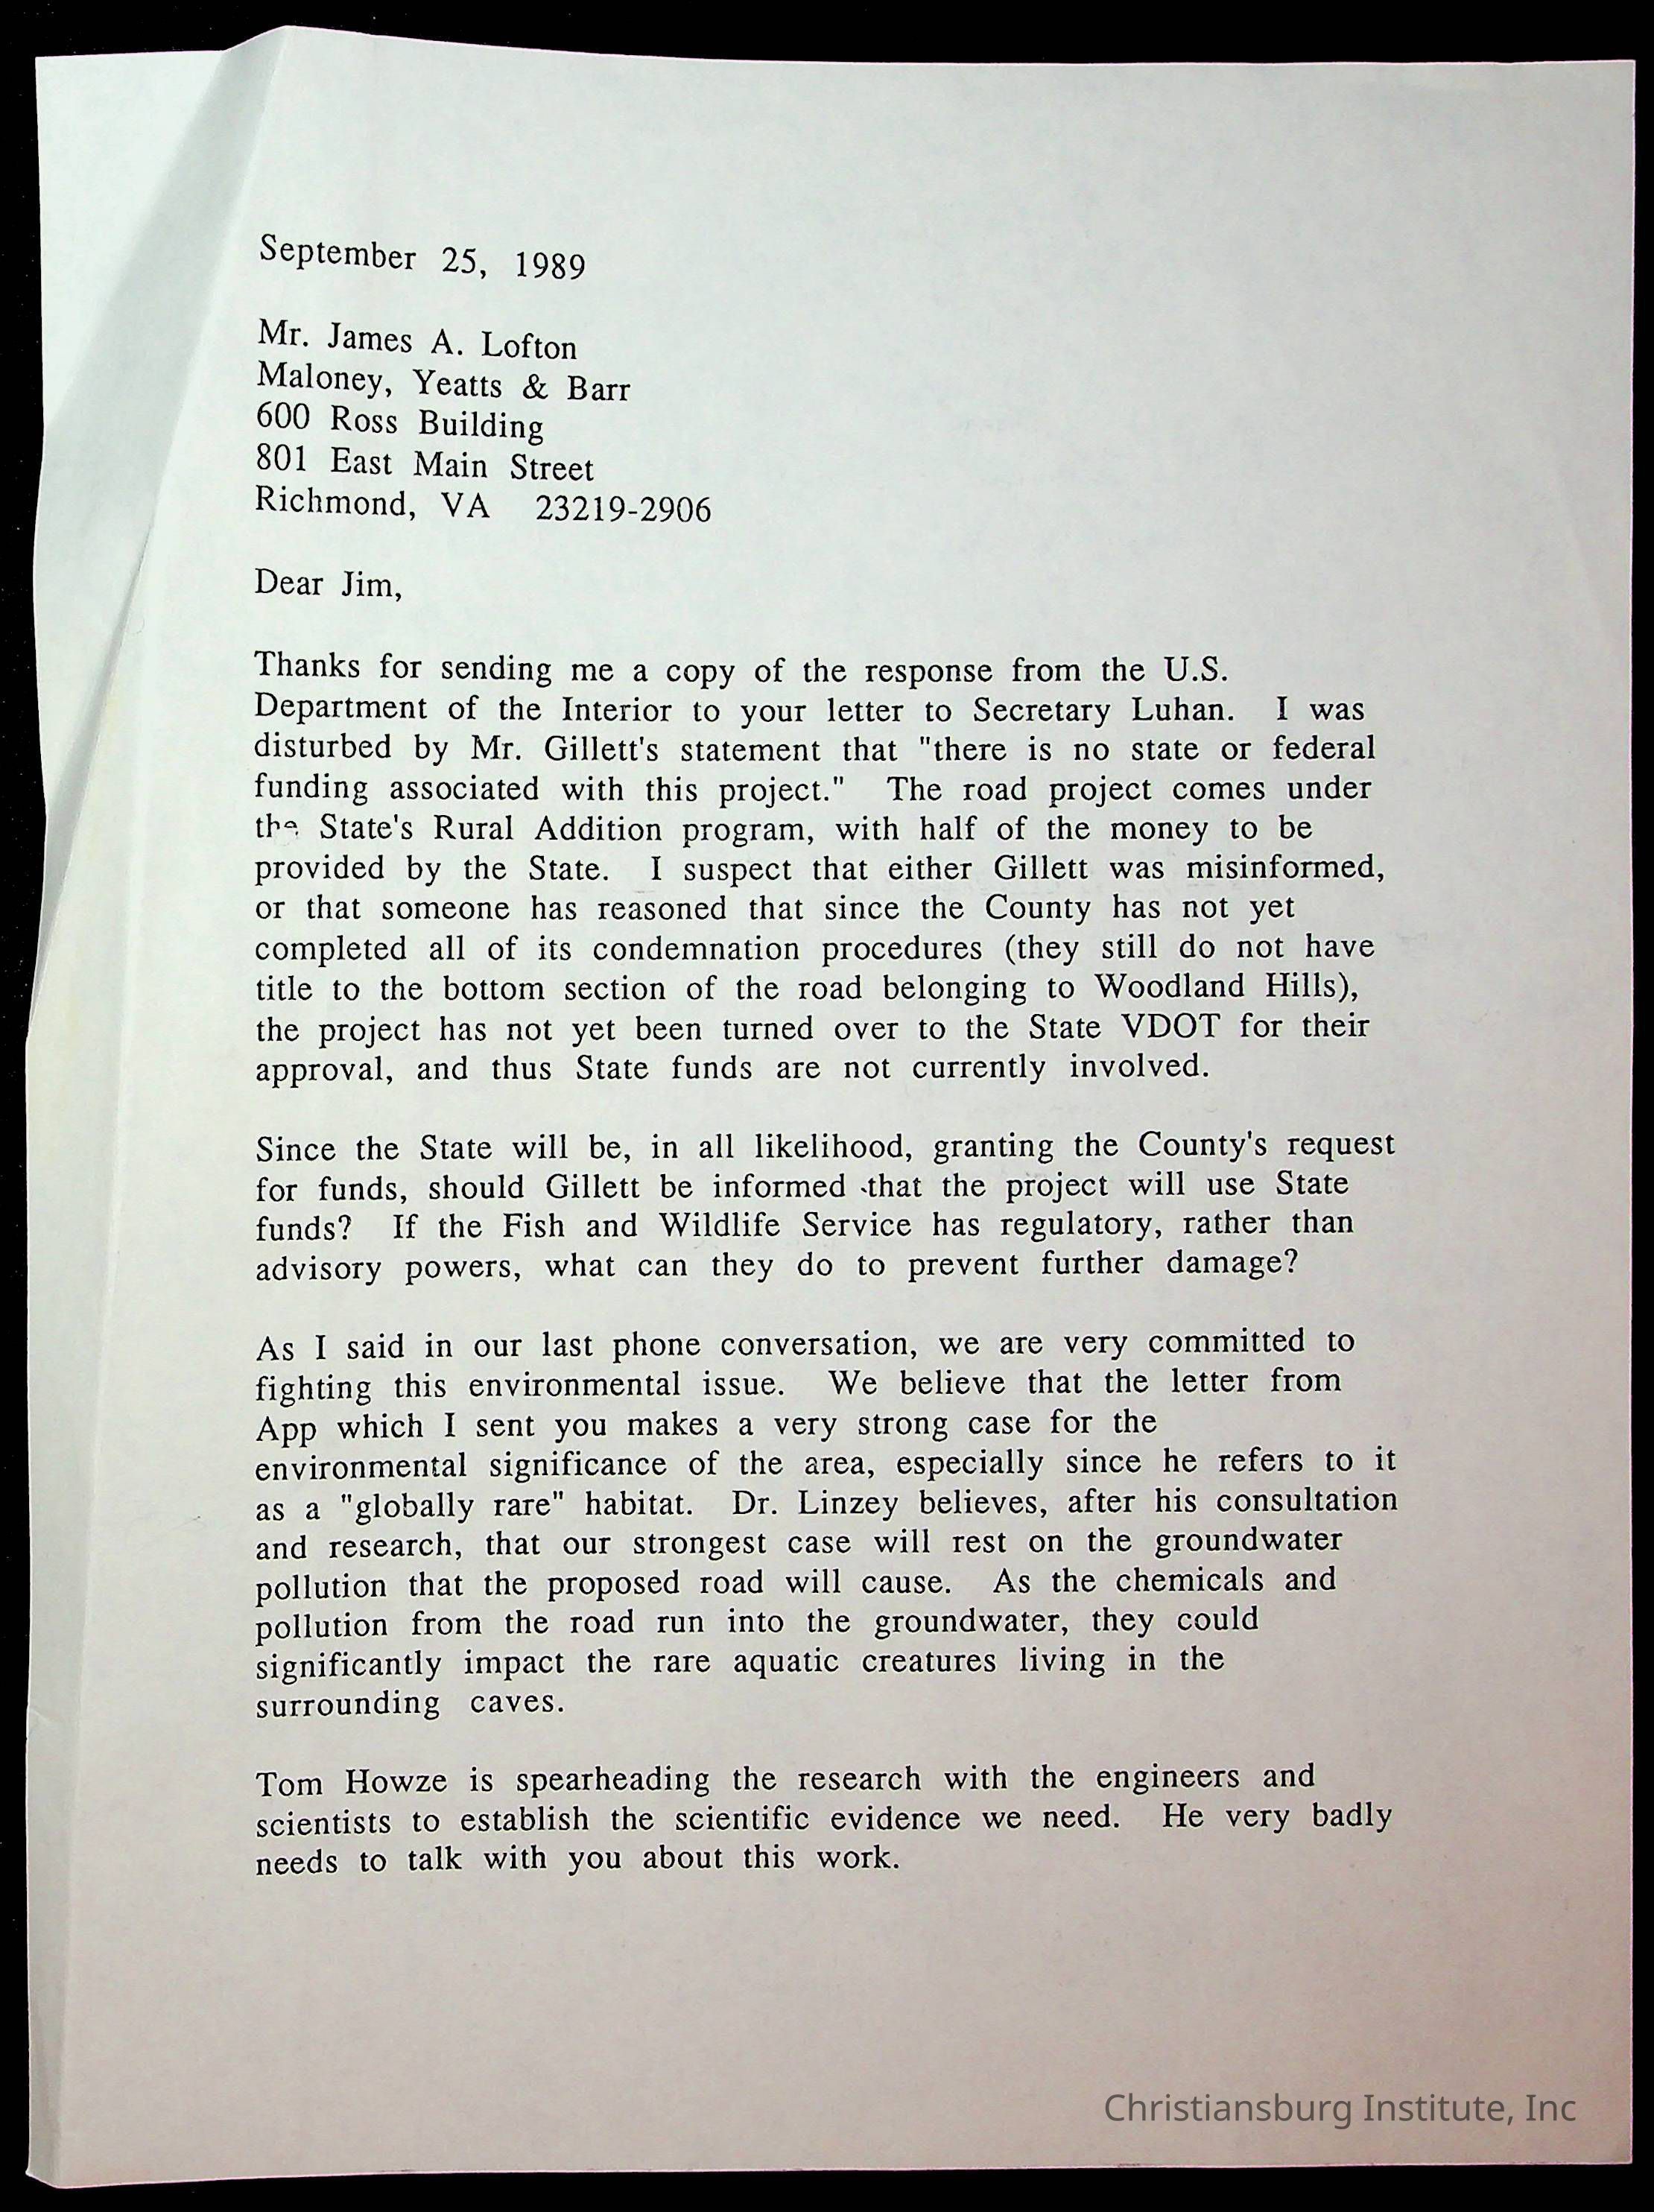 September 25, 1989
Mr. James A. Lofton
Maloney, Yeatts & Barr
600 Ross Building
801 East Main Street
Richmond, VA 23219-2906
Dear Jim,
Thanks for sending me a copy of the response from the U.S.
Department of the Interior to your letter to Secretary Luhan. I was
disturbed by Mr. Gillett's statement that "there is no state or federal
funding associated with this project." The road project comes under
the State's Rural Addition program, with half of the money to be
provided by the State. I suspect that either Gillett was misinformed,
or that someone has reasoned that since the County has not yet
completed all of its condemnation procedures (they still do not have
title to the bottom section of the road belonging to Woodland Hills),
the project has not yet been turned over to the State VDOT for their
approval, and thus State funds are not currently involved.
Since the State will be, in all likelihood, granting the County's request
for funds, should Gillett be informed that the project will use State
funds? If the Fish and Wildlife Service has regulatory, rather than
advisory powers, what can they do to prevent further damage?
As I said in our last phone conversation, we are very committed to
fighting this environmental issue. We believe that the letter from
App which I sent you makes a very strong case for the
environmental significance of the area, especially since he refers to it
as a "globally rare" habitat. Dr. Linzey believes, after his consultation
and research, that our strongest case will rest on the groundwater
pollution that the proposed road will cause. As the chemicals and
pollution from the road run into the groundwater, they could
significantly impact the rare aquatic creatures living in the
surrounding caves.
Tom Howze is spearheading the research with the engineers and
scientists to establish the scientific evidence we need. He very badly
needs to talk with you about this work.
Christiansburg Institute, Inc